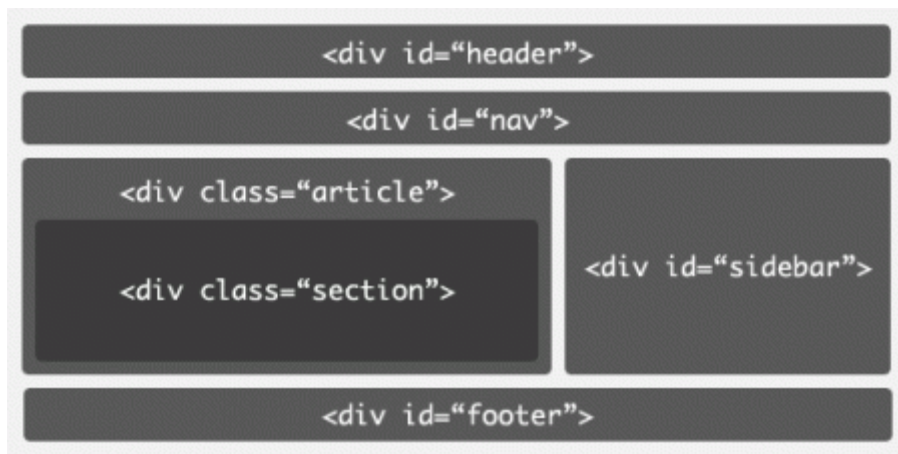 <div id=“header”>
<div id=“nav”>
<div class=“article”>
<div class=“section”>
<div id=“sidebar”>
<div id=“footer”>